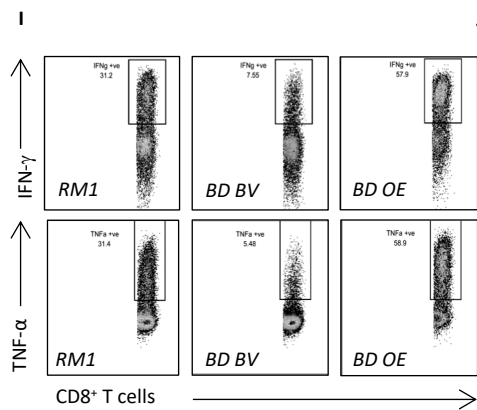 I
IFNg +ve
31.2
IFNg +ve
7.55
IFNg +ve
57.9
IFN-γ
RM1
BD BV
BD OE
TNFa +ve
31.4
TNFa +ve
5.48
TNFa +ve
58.9
TNF-α
RM1
BD BV
BD OE
CD8⁺ T cells